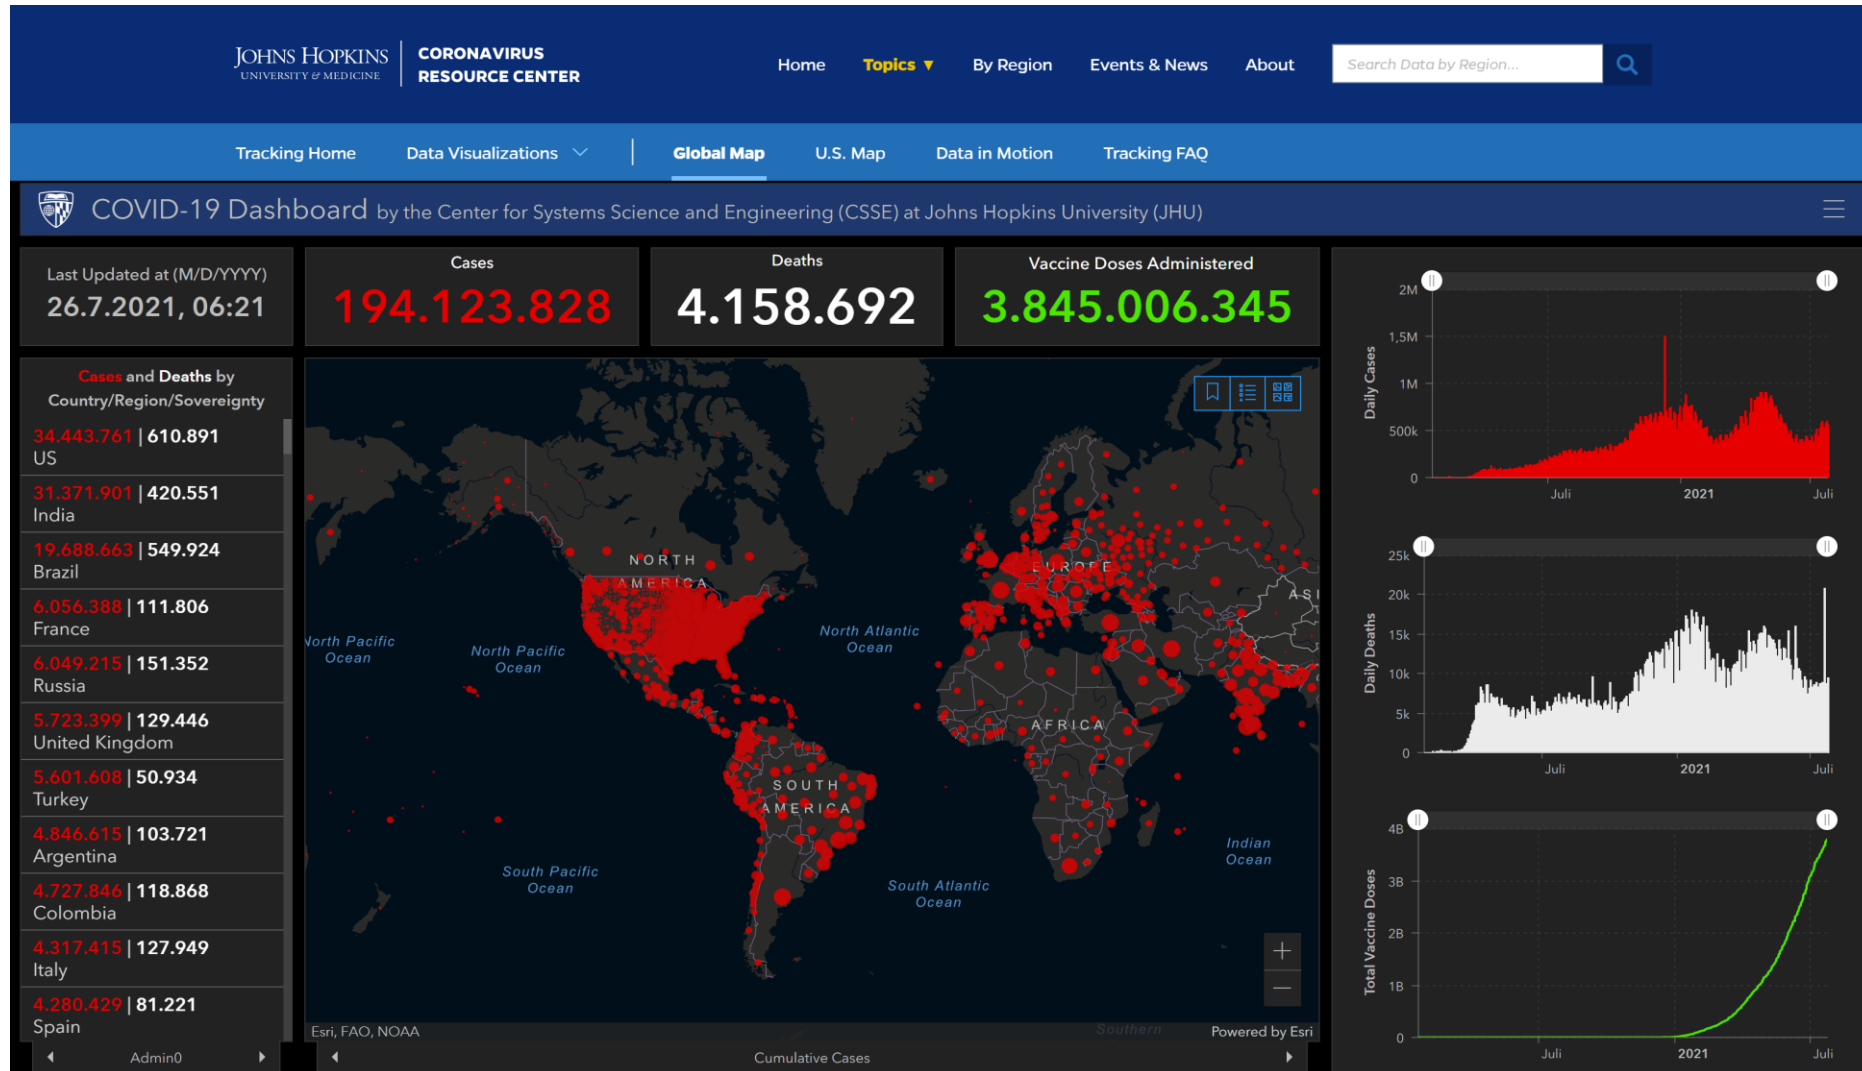 JOHNS HOPKINS
UNIVERSITY & MEDICINE
CORONAVIRUS
RESOURCE CENTER
Home
Topics ▼
By Region
Events & News
About
Search Data by Region...
Tracking Home
Data Visualizations
Global Map
U.S. Map
Data in Motion
Tracking FAQ
COVID-19 Dashboard by the Center for Systems Science and Engineering (CSSE) at Johns Hopkins University (JHU)
Last Updated at (M/D/YYYY)
26.7.2021, 06:21
Cases
194.123.828
Deaths
4.158.692
Vaccine Doses Administered
3.845.006.345
Cases and Deaths by
Country/Region/Sovereignty
34.443.761 | 610.891
US
31.371.901 | 420.551
India
19.688.663 | 549.924
Brazil
6.056.388 | 111.806
France
6.049.215 | 151.352
Russia
5.723.399 | 129.446
United Kingdom
5.601.608 | 50.934
Turkey
4.846.615 | 103.721
Argentina
4.727.846 | 118.868
Colombia
4.317.415 | 127.949
Italy
4.280.429 | 81.221
Spain
Admin0
NORTH
AMERICA
EUROPE
ASI
North Pacific
Ocean
North Pacific
Ocean
North Atlantic
Ocean
AFRICA
SOUTH
AMERICA
Indian
Ocean
South Pacific
Ocean
South Atlantic
Ocean
Southern
Esri, FAO, NOAA
Powered by Esri
Cumulative Cases
Daily Cases
2M
1,5M
1M
500k
0
Juli
2021
Juli
Daily Deaths
25k
20k
15k
10k
5k
0
Juli
2021
Juli
Total Vaccine Doses
4B
3B
2B
1B
0
Juli
2021
Juli